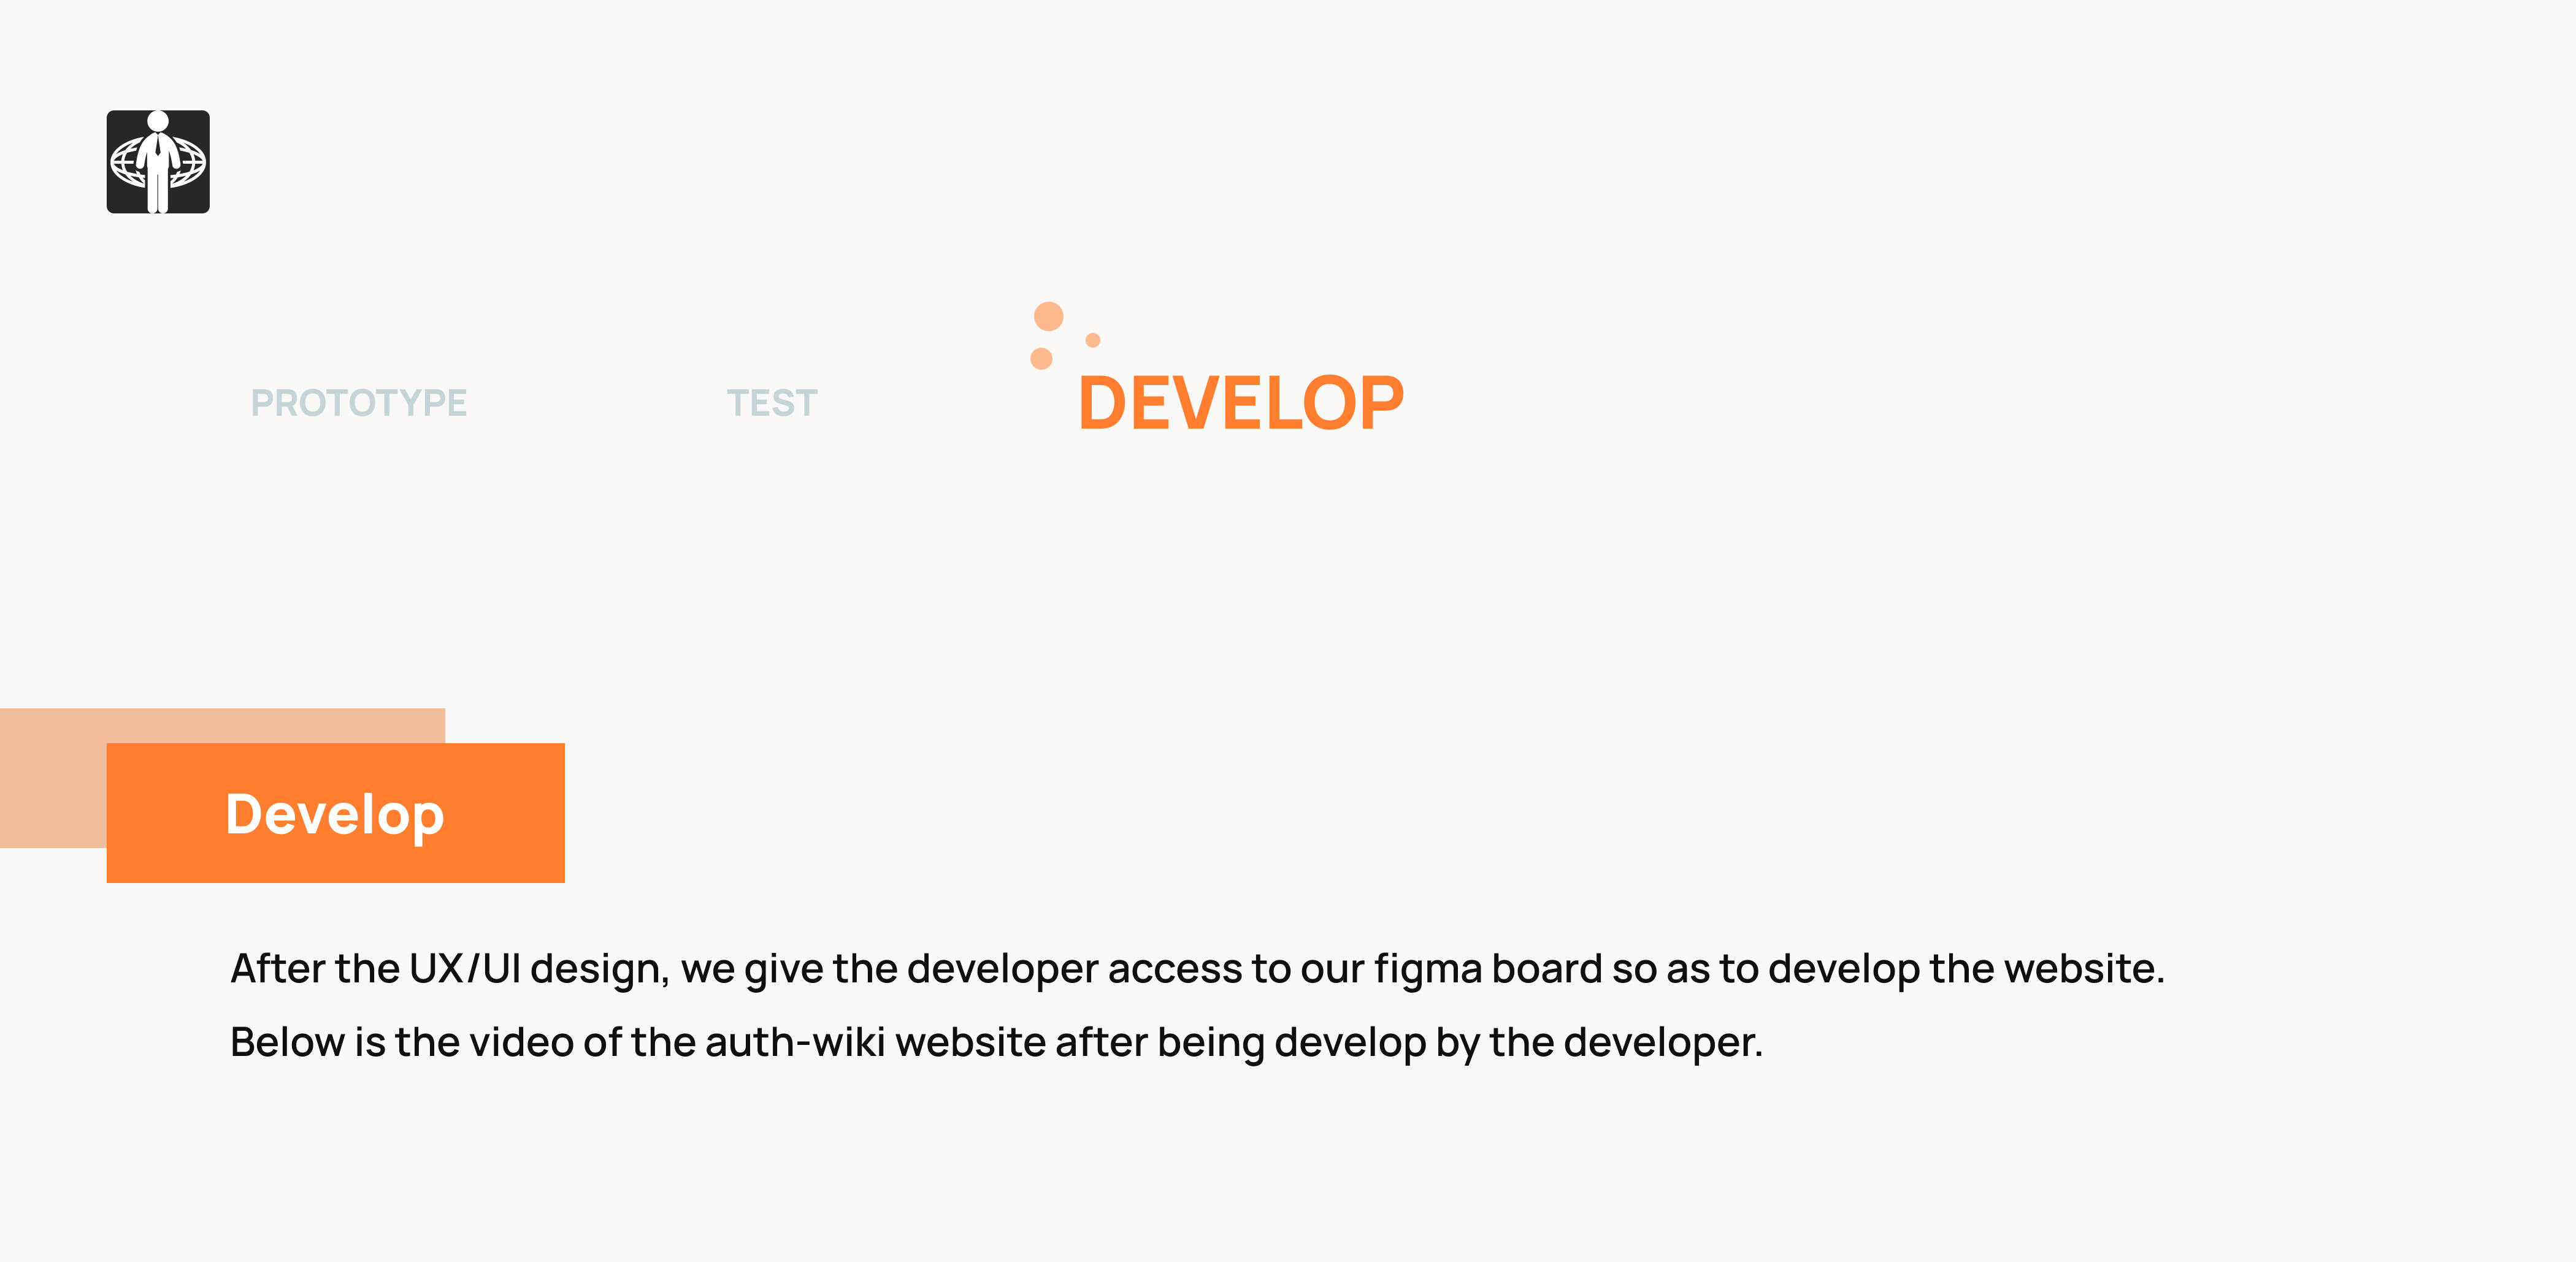 PROTOTYPE TEST DEVELOP
Develop
After the UX/UI design, we give the developer access to our figma board so as to develop the website.
Below is the video of the auth-wiki website after being develop by the developer.